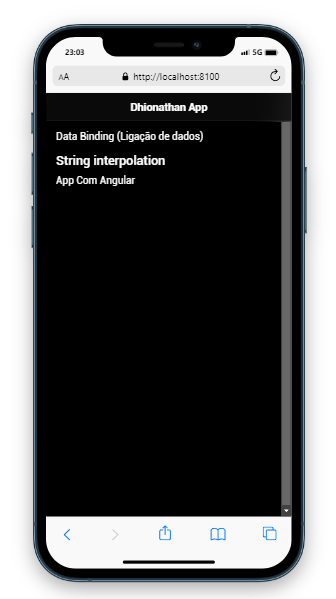 23:03
5G
AA
http://localhost:8100
Dhionathan App
Data Binding (Ligação de dados)
String interpolation
App Com Angular